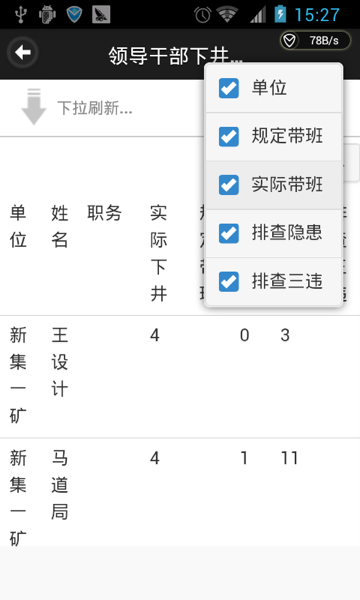 15:27
领导干部下井...
78B/s
下拉刷新...
单位
规定带班
实际带班
排查隐患
排查三违
单位 姓名 职务 实际下井
新集一矿 王设计 4 0 3
新集一矿 马道局 4 1 11